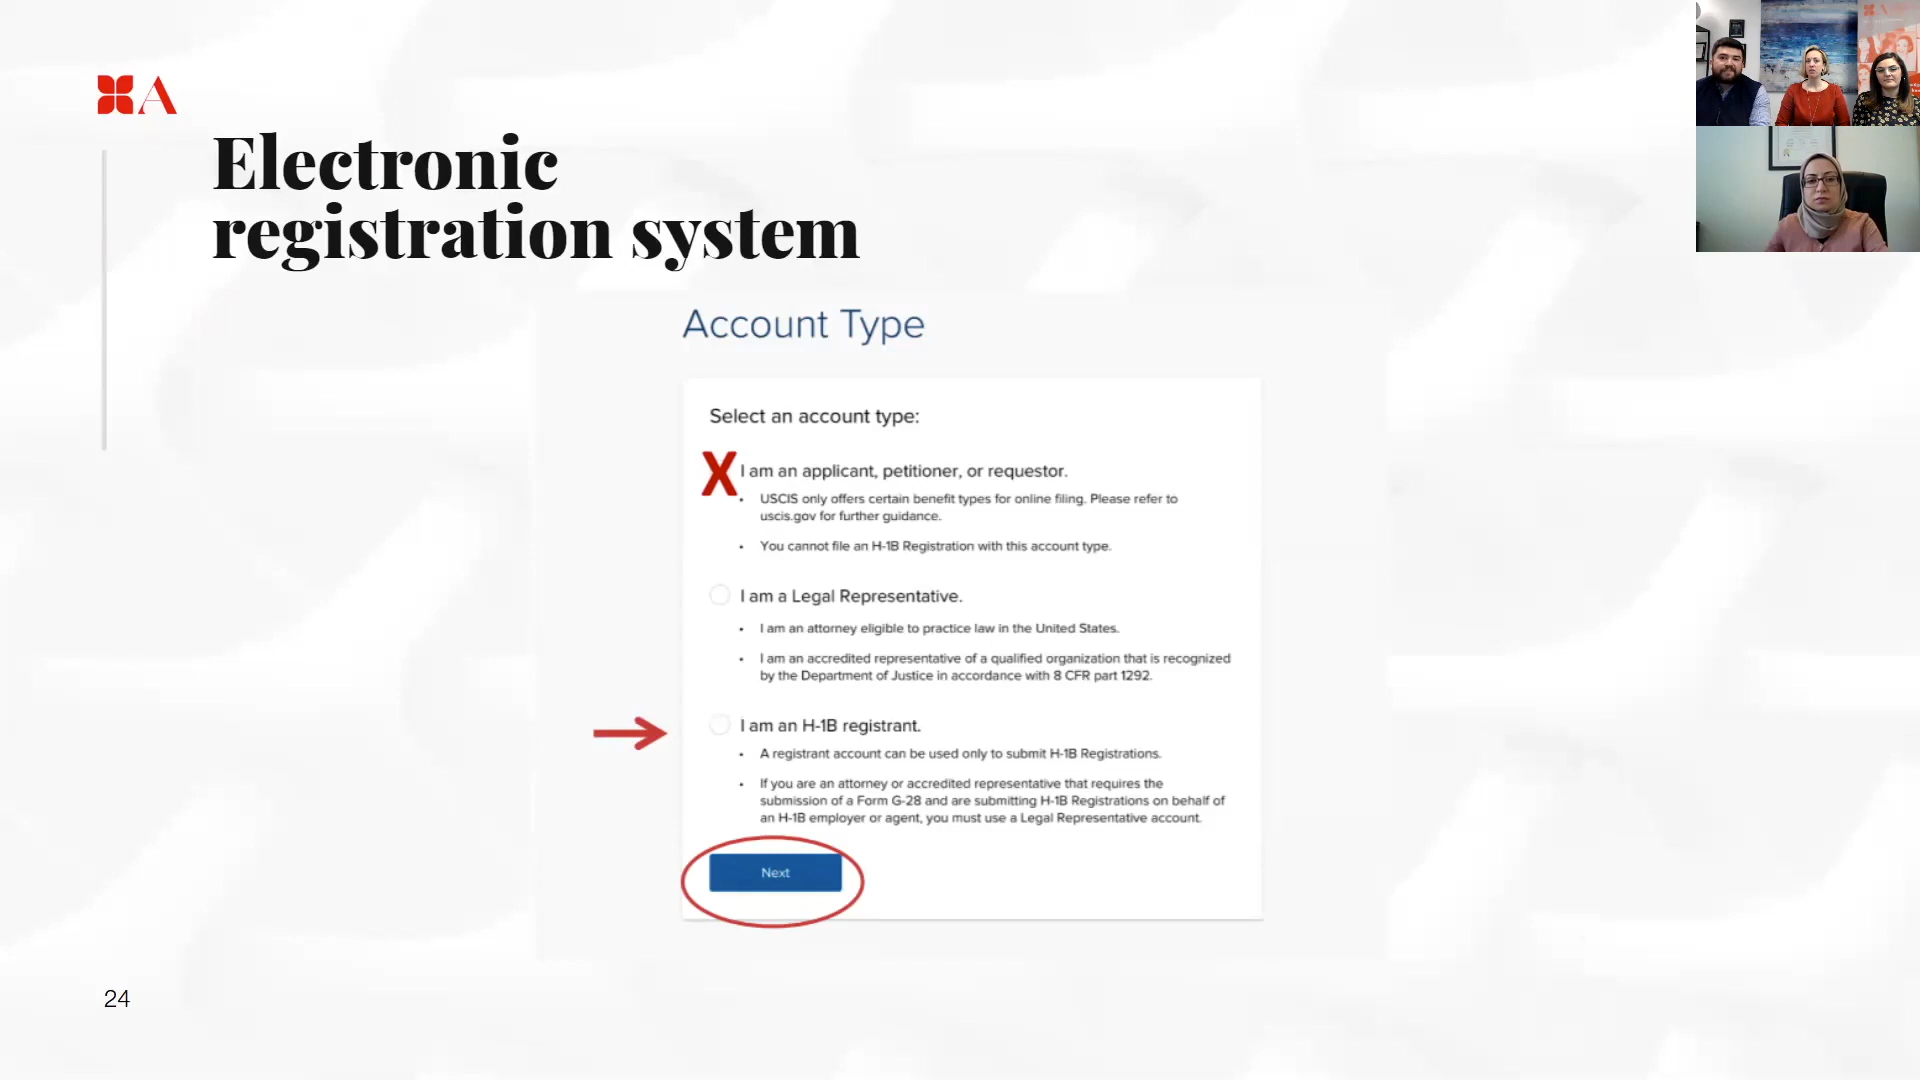 A
Electronic
registration system
Account Type
Select an account type:
X I am an applicant, petitioner, or requestor.
• USCIS only offers certain benefit types for online filing. Please refer to
uscis.gov for further guidance.
• You cannot file an H-1B Registration with this account type.
I am a Legal Representative.
• I am an attorney eligible to practice law in the United States.
• I am an accredited representative of a qualified organization that is recognized
by the Department of Justice in accordance with 8 CFR part 1292.
I am an H-1B registrant.
• A registrant account can be used only to submit H-1B Registrations.
• If you are an attorney or accredited representative that requires the
submission of a Form G-28 and are submitting H-1B Registrations on behalf of
an H-1B employer or agent, you must use a Legal Representative account.
Next
24